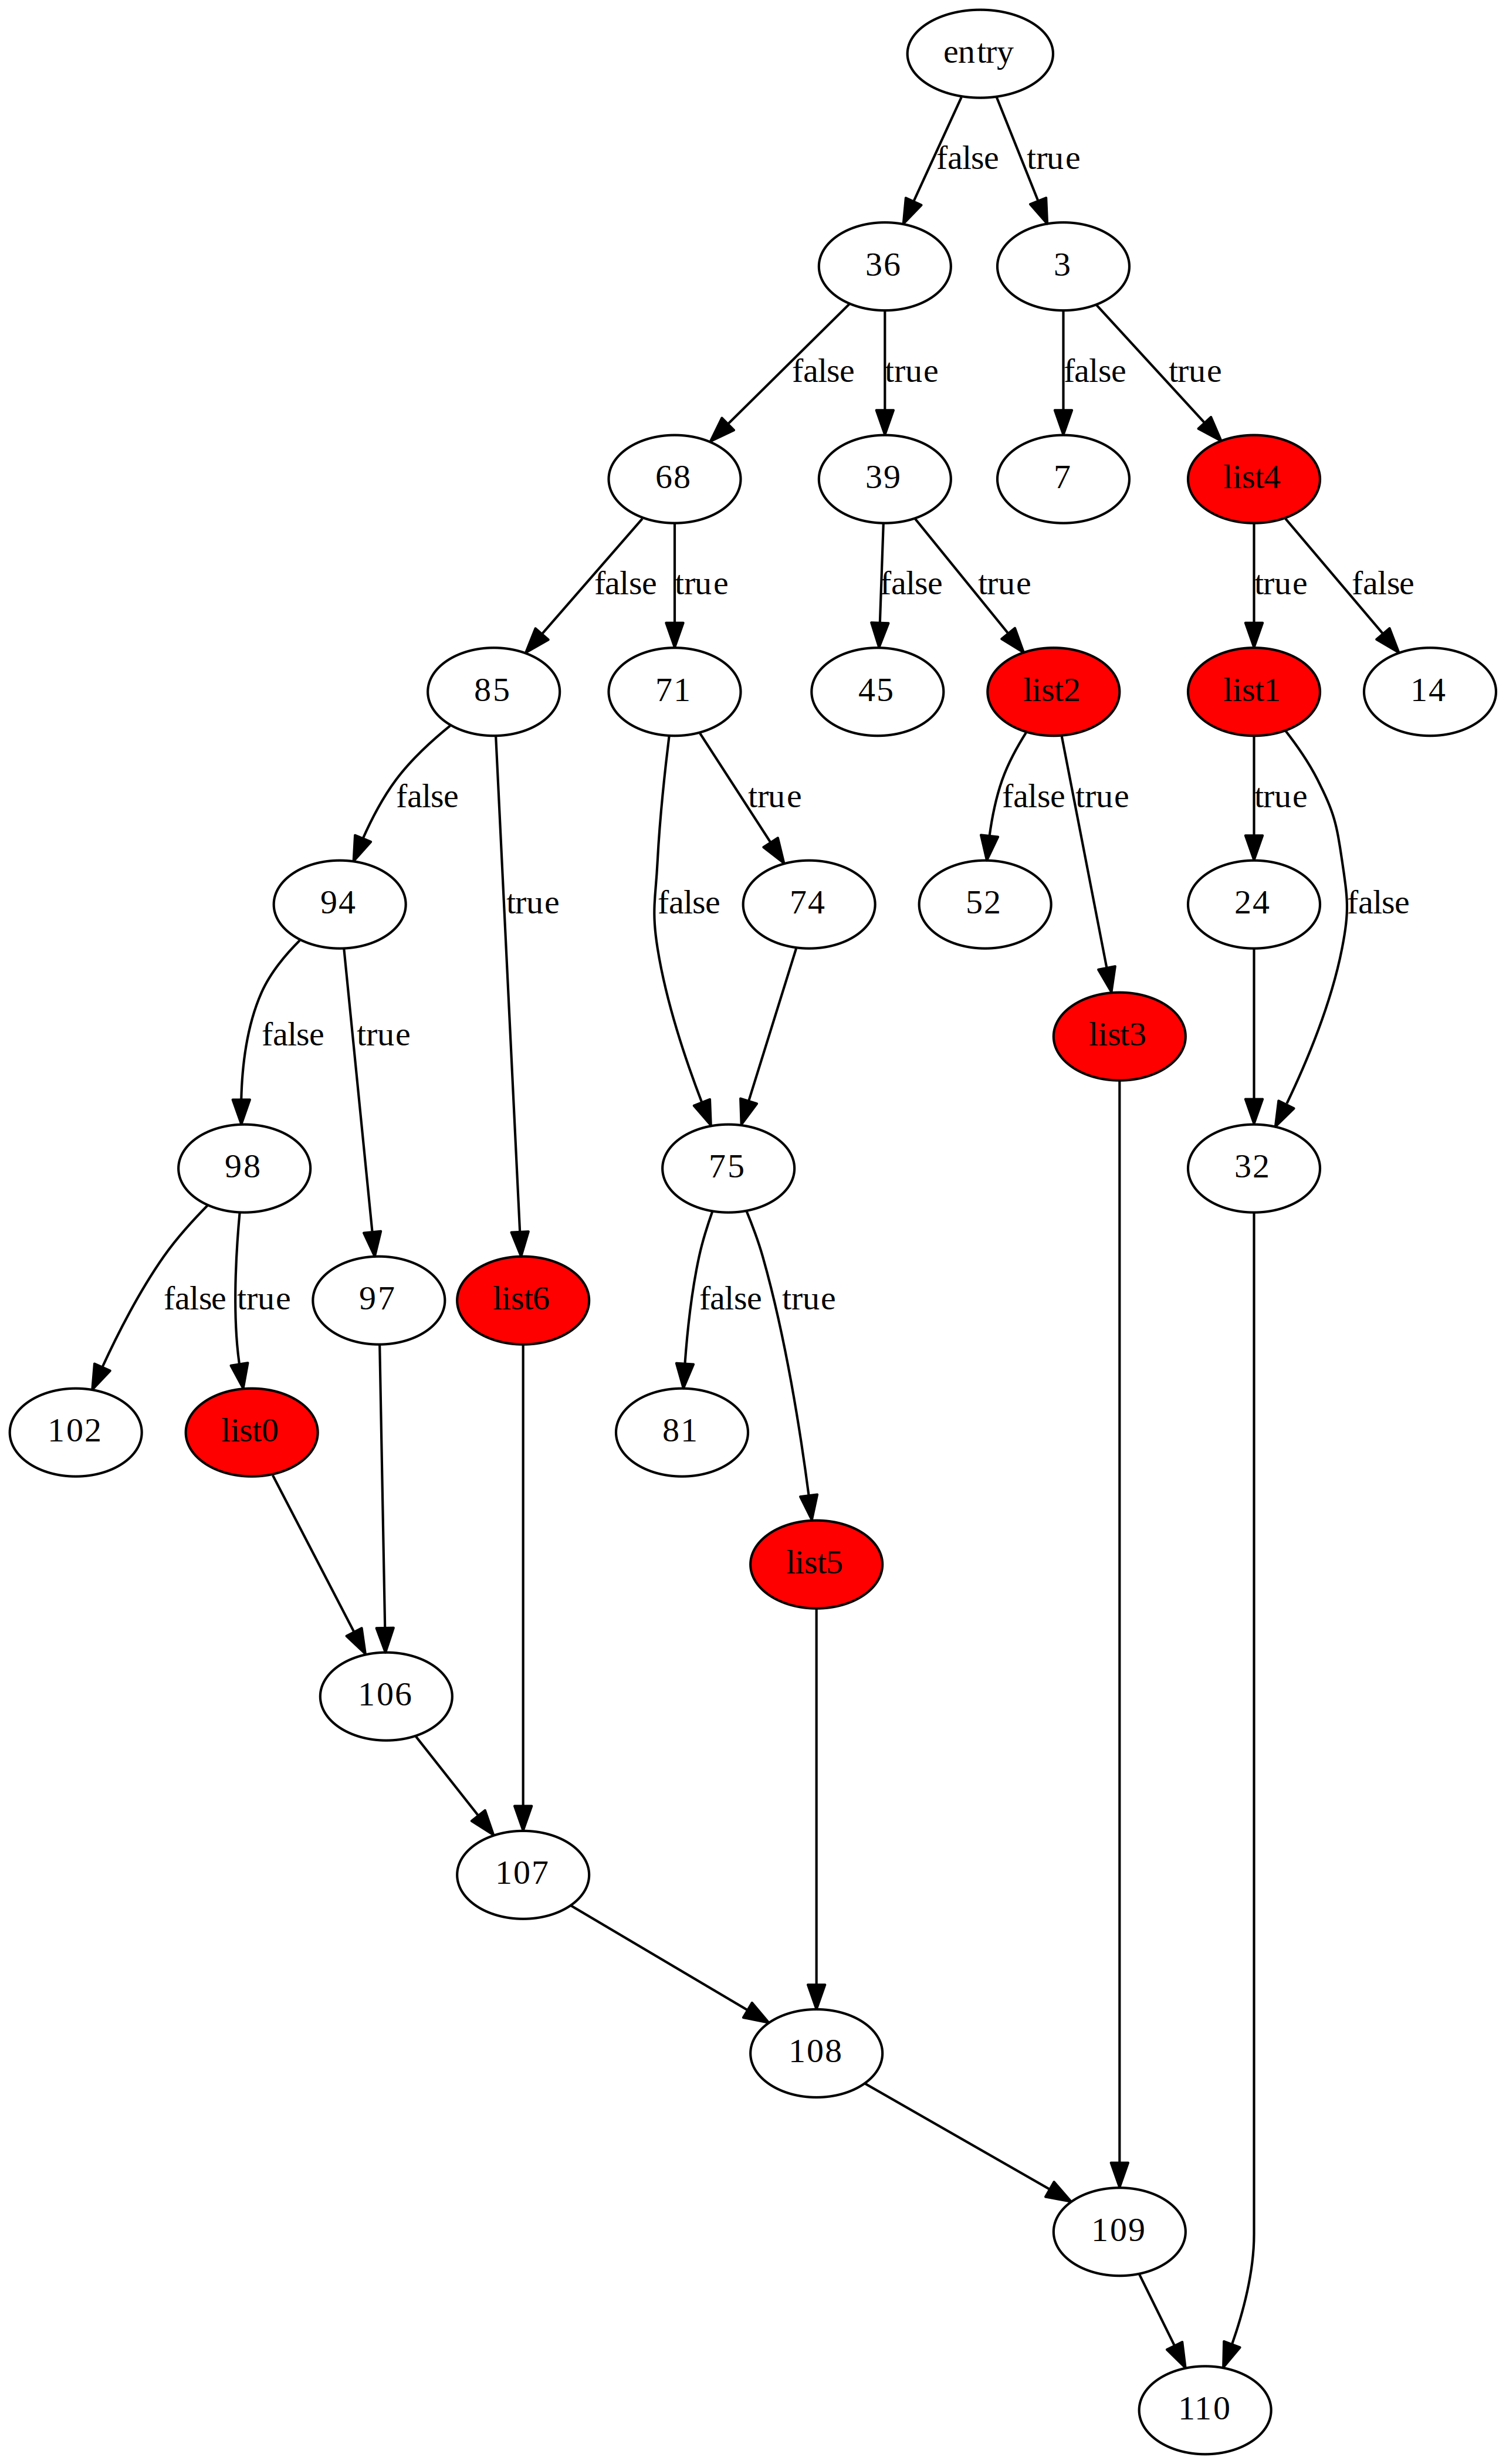 entry
false
true
36
3
false
true
false
true
68
39
7
list4
false
true
false
true
true
false
85
71
45
list2
list1
14
false
true
false
true
true
94
true
false
74
52
24
false
false
true
list3
98
75
32
false
true
97
list6
false
true
102
list0
81
list5
106
107
108
109
110